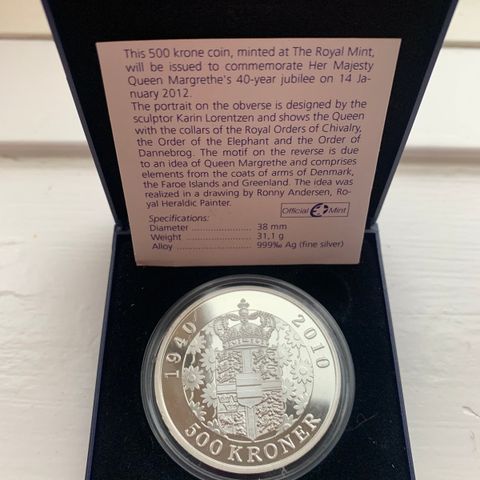 This 500 krone coin, minted at The Royal Mint,
will be issued to commemorate Her Majesty
Queen Margrethe's 40-year jubilee on 14 Ja-
nuary 2012.
The portrait on the obverse is designed by the
sculptor Karin Lorentzen and shows the Queen
with the collars of the Royal Orders of Chivalry,
the Order of the Elephant and the Order of
Dannebrog. The motif on the reverse is due
to an idea of Queen Margrethe and comprises
elements from the coats of arms of Denmark,
the Faroe Islands and Greenland. The idea was
realized in a drawing by Ronny Andersen, Ro-
yal Heraldic Painter.
Official Mint
Specifications:
Diameter ...................... 38 mm
Weight ......................... 31,1 g
Alloy ............................ 999‰ Ag (fine silver)
1940 2010
500 KRONER